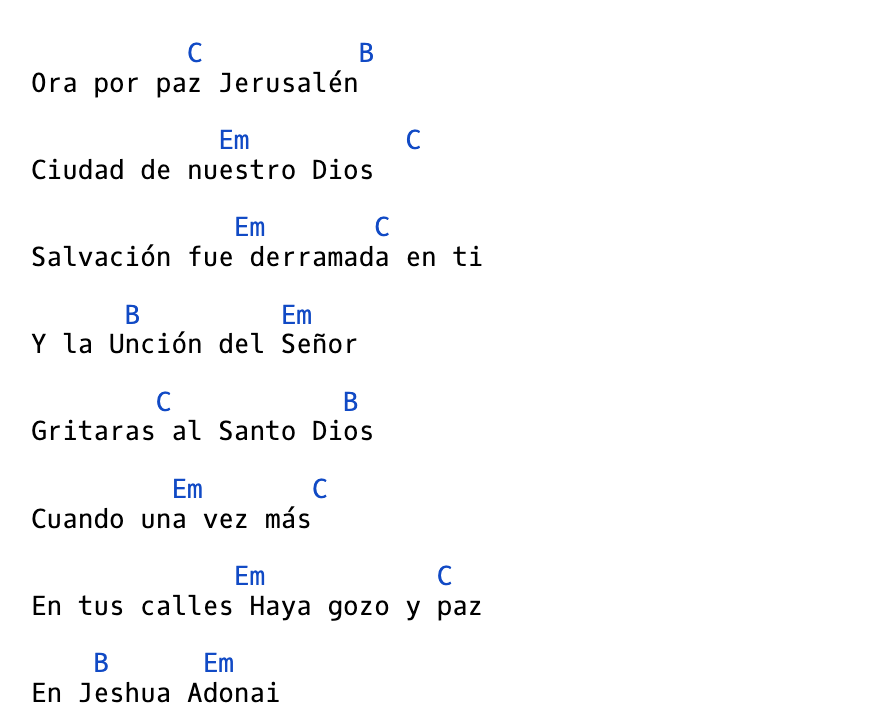 C          B
Ora por paz Jerusalén
            Em          C
Ciudad de nuestro Dios
             Em       C
Salvación fue derramada en ti
      B         Em
Y la Unción del Señor
        C           B
Gritaras al Santo Dios
         Em       C
Cuando una vez más
             Em           C
En tus calles Haya gozo y paz
    B      Em
En Jeshua Adonai